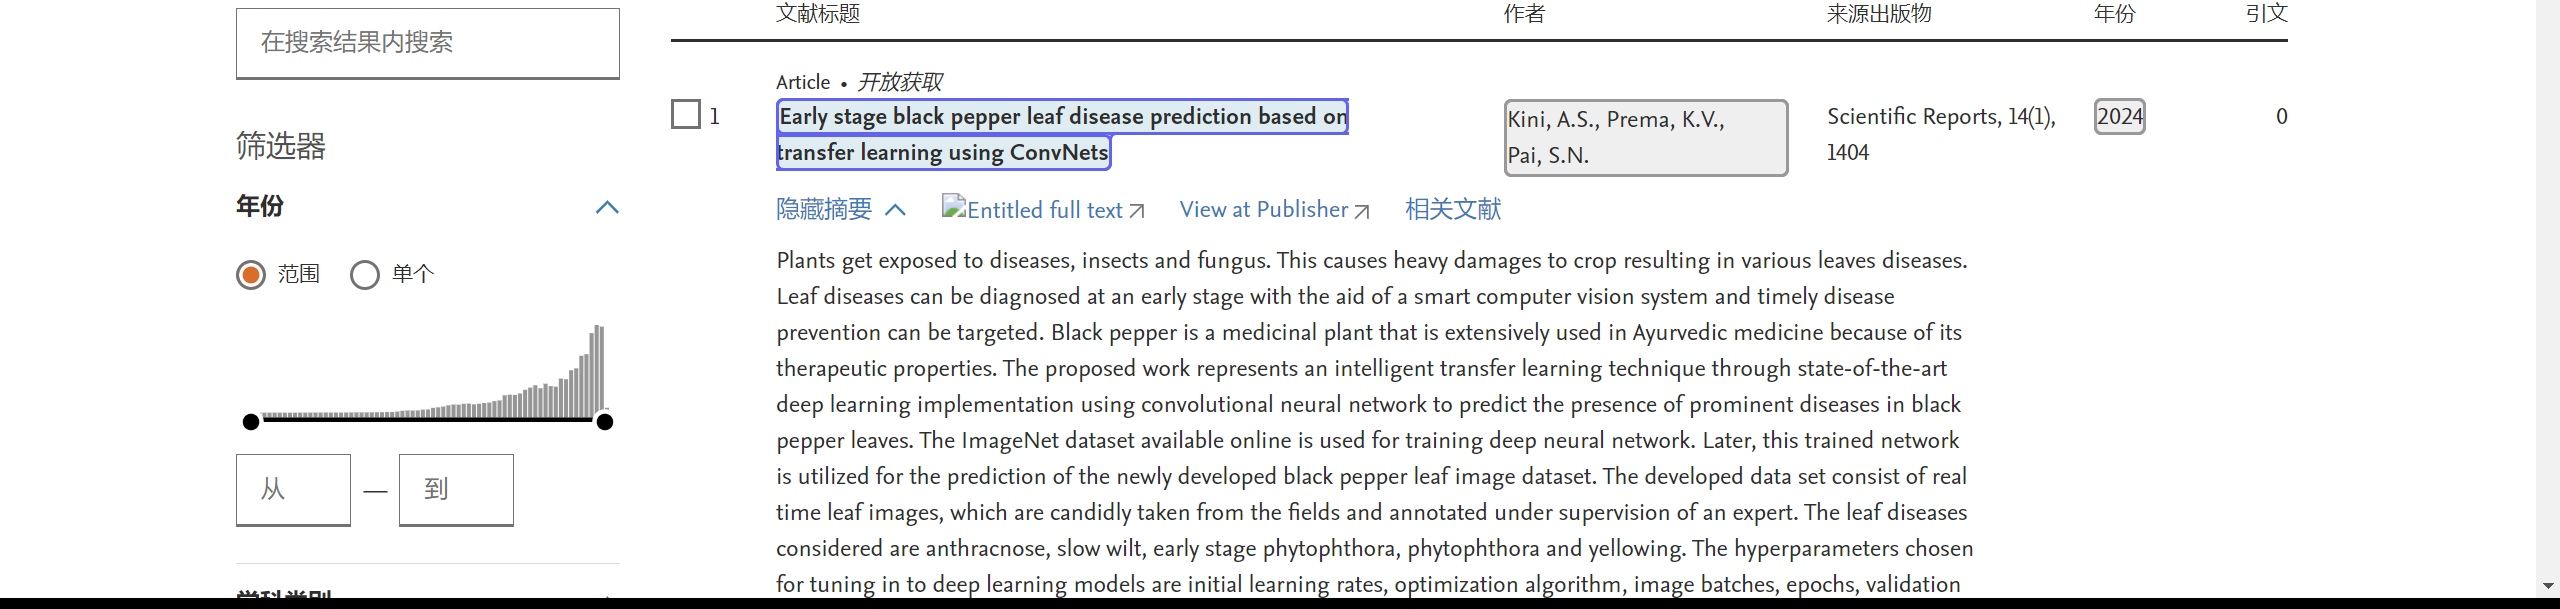 在搜索结果内搜索
筛选器
年份
范围 单个
从 — 到
学科类别
文献标题 作者 来源出版物 年份 引文
Article • 开放获取
1 Early stage black pepper leaf disease prediction based on
transfer learning using ConvNets
Kini, A.S., Prema, K.V.,
Pai, S.N.
Scientific Reports, 14(1),
1404
2024
0
隐藏摘要 Entitled full text View at Publisher 相关文献
Plants get exposed to diseases, insects and fungus. This causes heavy damages to crop resulting in various leaves diseases.
Leaf diseases can be diagnosed at an early stage with the aid of a smart computer vision system and timely disease
prevention can be targeted. Black pepper is a medicinal plant that is extensively used in Ayurvedic medicine because of its
therapeutic properties. The proposed work represents an intelligent transfer learning technique through state-of-the-art
deep learning implementation using convolutional neural network to predict the presence of prominent diseases in black
pepper leaves. The ImageNet dataset available online is used for training deep neural network. Later, this trained network
is utilized for the prediction of the newly developed black pepper leaf image dataset. The developed data set consist of real
time leaf images, which are candidly taken from the fields and annotated under supervision of an expert. The leaf diseases
considered are anthracnose, slow wilt, early stage phytophthora, phytophthora and yellowing. The hyperparameters chosen
for tuning in to deep learning models are initial learning rates, optimization algorithm, image batches, epochs, validation